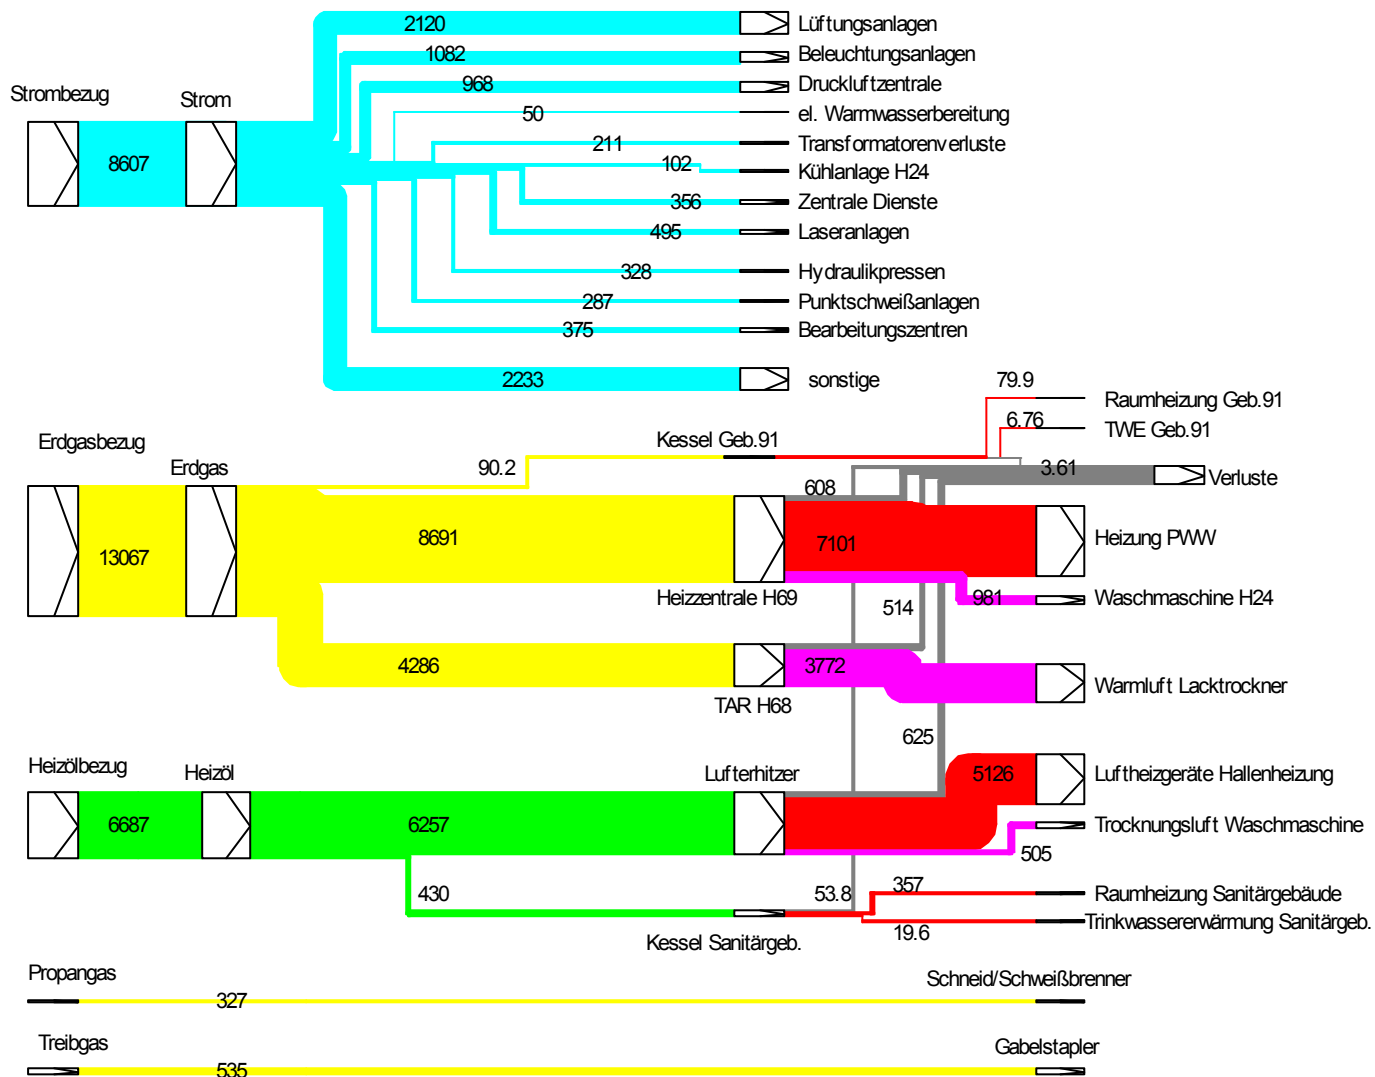 2120
Lüftungsanlagen
1082
Beleuchtungsanlagen
968
Druckluftzentrale
Strombezug
Strom
50
el. Warmwasserbereitung
211
Transformatorenverluste
8607
102
Kühlanlage H24
356
Zentrale Dienste
495
Laseranlagen
328
Hydraulikpressen
287
Punktschweißanlagen
375
Bearbeitungszentren
2233
sonstige
79.9
Raumheizung Geb.91
6.76
TWE Geb.91
Erdgasbezug
Kessel Geb.91
Erdgas
90.2
3.61
Verluste
608
13067
8691
7101
Heizung PWW
Heizzentrale H69
514
981
Waschmaschine H24
4286
3772
Warmluft Lacktrockner
TAR H68
625
Heizölbezug
Heizöl
Lufterhitzer
5126
Luftheizgeräte Hallenheizung
6687
6257
Trocknungsluft Waschmaschine
505
430
53.8
357
Raumheizung Sanitärgebäude
19.6
Trinkwassererwärmung Sanitärgeb.
Kessel Sanitärgeb.
Propangas
Schneid/Schweißbrenner
327
Treibgas
Gabelstapler
535